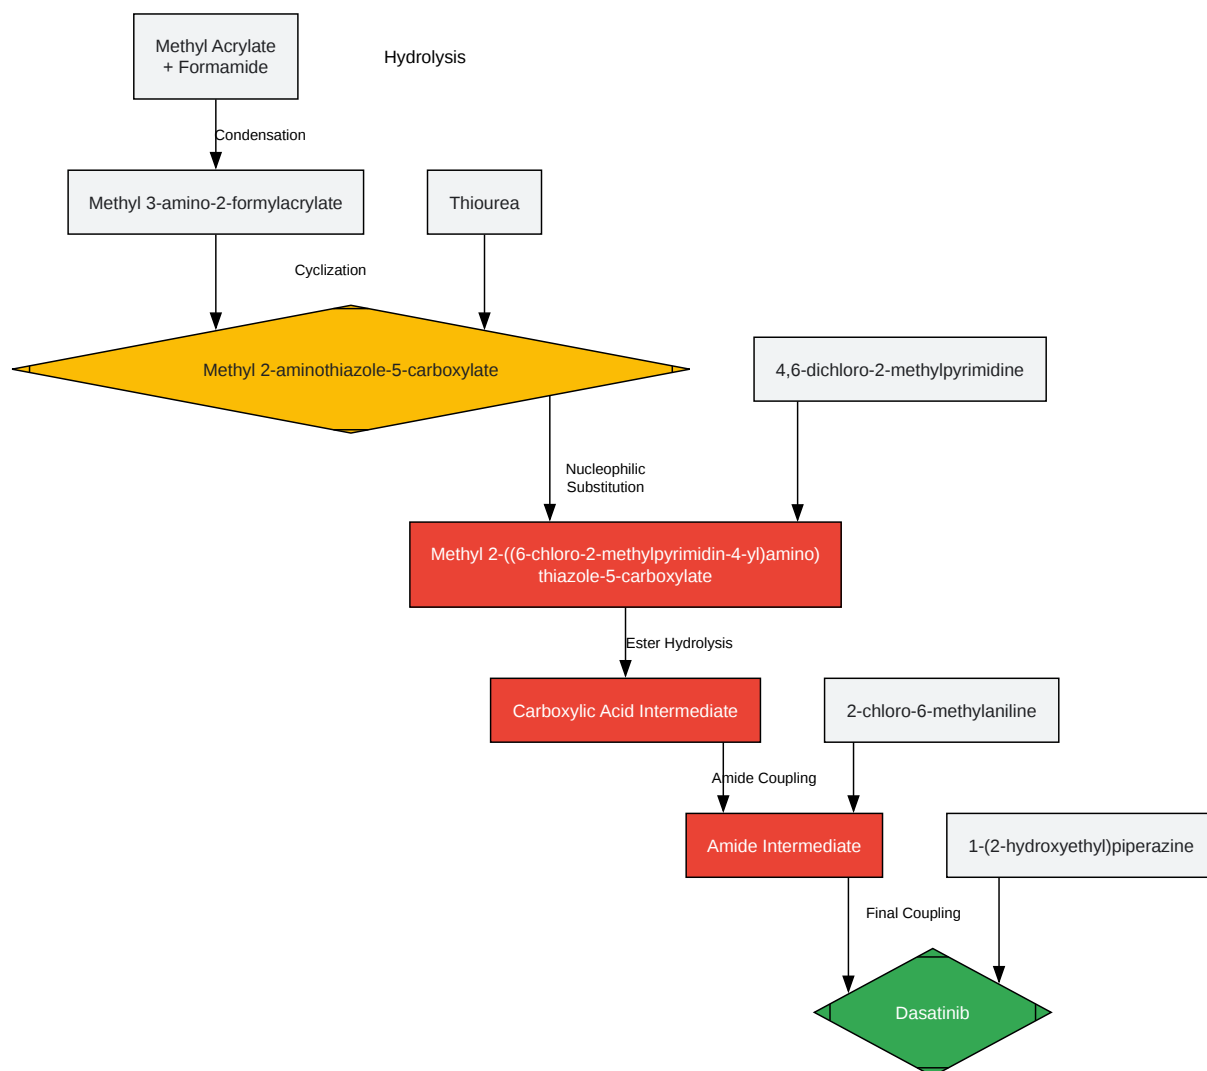 Methyl Acrylate
+ Formamide
Hydrolysis
Condensation
Methyl 3-amino-2-formylacrylate
Thiourea
Cyclization
Methyl 2-aminothiazole-5-carboxylate
4,6-dichloro-2-methylpyrimidine
Nucleophilic
Substitution
Methyl 2-((6-chloro-2-methylpyrimidin-4-yl)amino)
thiazole-5-carboxylate
Ester Hydrolysis
Carboxylic Acid Intermediate
2-chloro-6-methylaniline
Amide Coupling
Amide Intermediate
1-(2-hydroxyethyl)piperazine
Final Coupling
Dasatinib